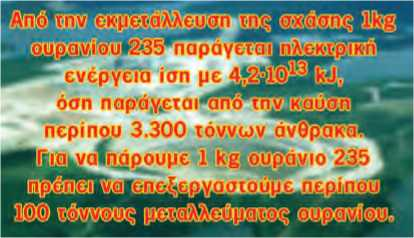 Από την εκμετάλλευση της σχάσης 1kg
ουρανίου 235 παράγεται ηλεκτρική
ενέργεια ίση με 4,2·10¹³ kJ,
όση παράγεται από την καύση
περίπου 3.300 τόννων άνθρακα.
Για να πάρουμε 1 kg ουράνιο 235
πρέπει να επεξεργαστούμε περίπου
100 τόννους μεταλλεύματος ουρανίου.